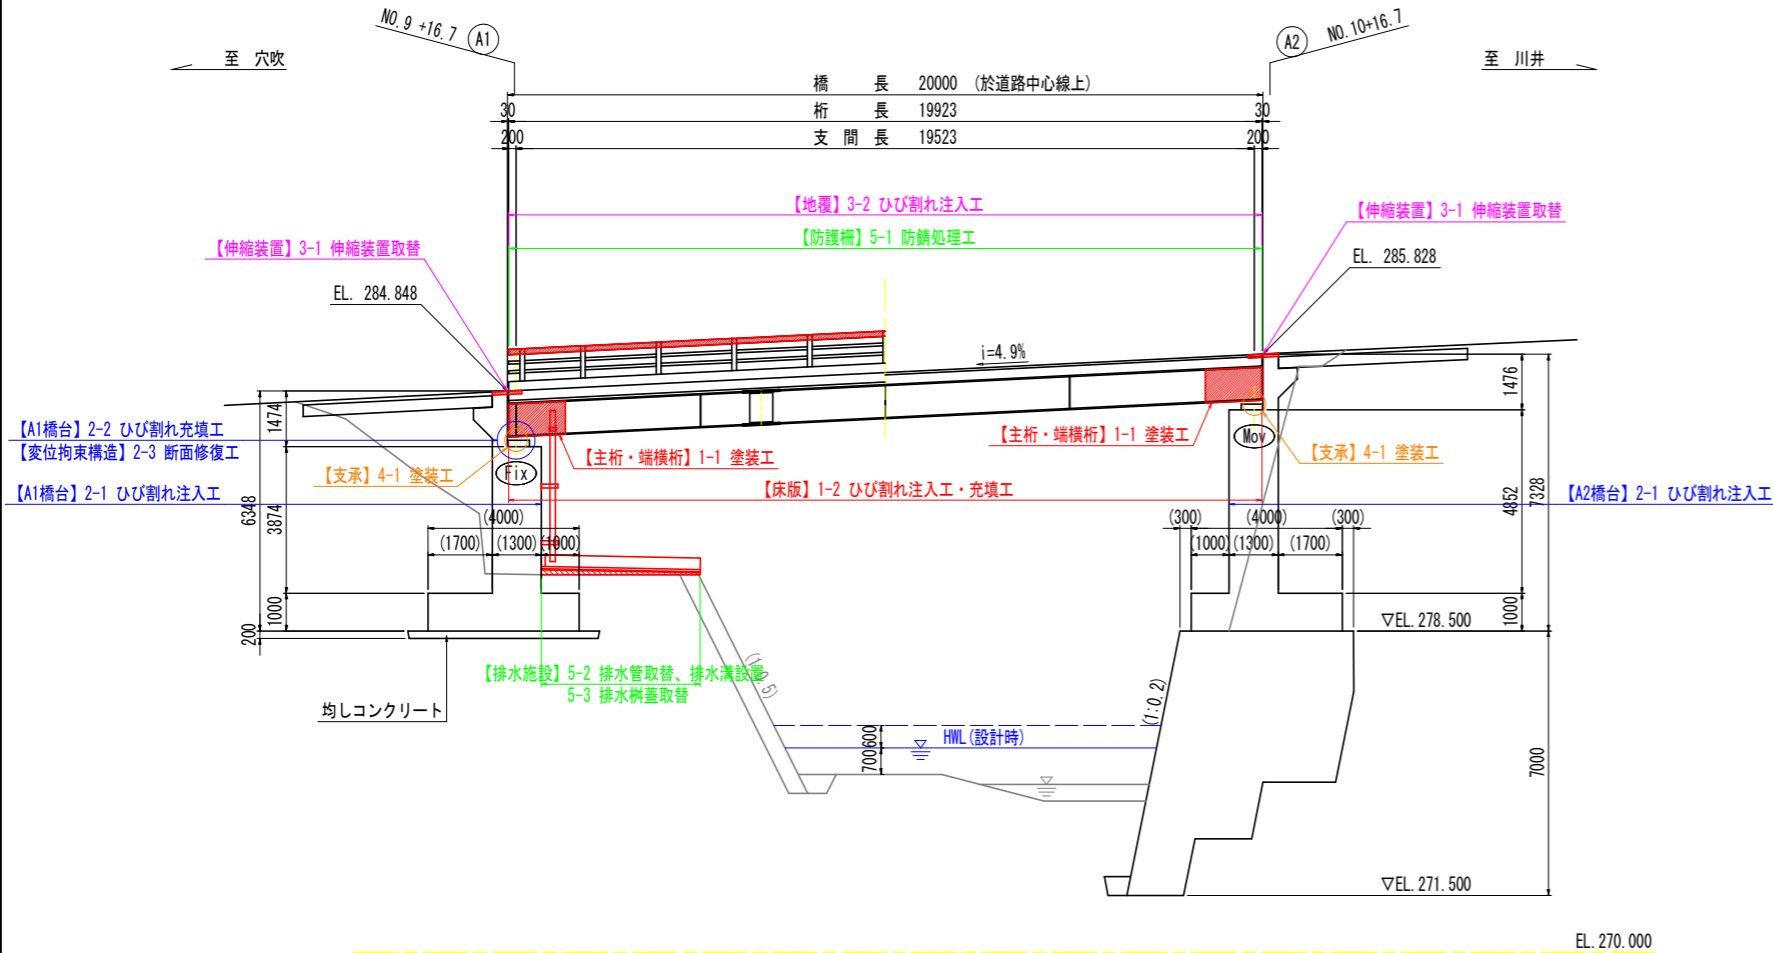 NO.9 +16.7
A1
A2
NO.10+16.7
至 穴吹
至 川井
橋 長 20000 (於道路中心線上)
30
桁 長 19923
30
200
支 間 長 19523
200
【地覆】3-2 ひび割れ注入工
【伸縮装置】3-1 伸縮装置取替
【防護柵】5-1 防錆処理工
【伸縮装置】3-1 伸縮装置取替
EL. 285.828
EL. 284.848
i=4.9%
1474
1476
【A1橋台】2-2 ひび割れ充填工
【変位拘束構造】2-3 断面修復工
【主桁・端横桁】1-1 塗装工
Mov
【主桁・端横桁】1-1 塗装工
【支承】4-1 塗装工
【支承】4-1 塗装工
Fix
【A1橋台】2-1 ひび割れ注入工
【床版】1-2 ひび割れ注入工・充填工
【A2橋台】2-1 ひび割れ注入工
6348
3874
4852
7328
(4000)
(300)
(4000)
(300)
(1700)
(1300)
(1000)
(1000)
(1300)
(1700)
1000
200
1000
▽EL.278.500
【排水施設】5-2 排水管取替、排水溝設置
5-3 排水桝蓋取替
(1:0.5)
(1:0.2)
均しコンクリート
600
700
HWL(設計時)
7000
▽EL.271.500
EL.270.000